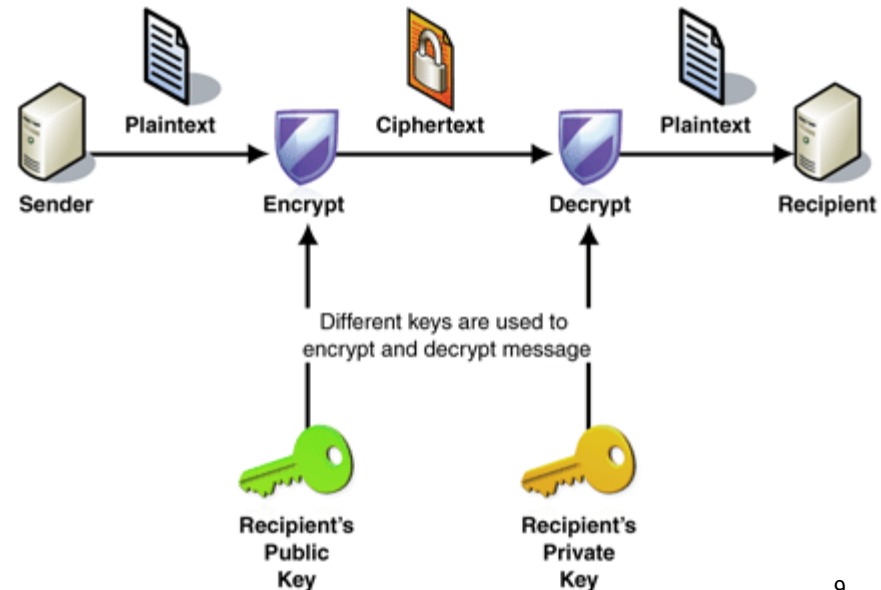 Plaintext
Ciphertext
Plaintext
Sender
Encrypt
Decrypt
Recipient
Different keys are used to
encrypt and decrypt message
Recipient's
Public
Key
Recipient's
Private
Key
9